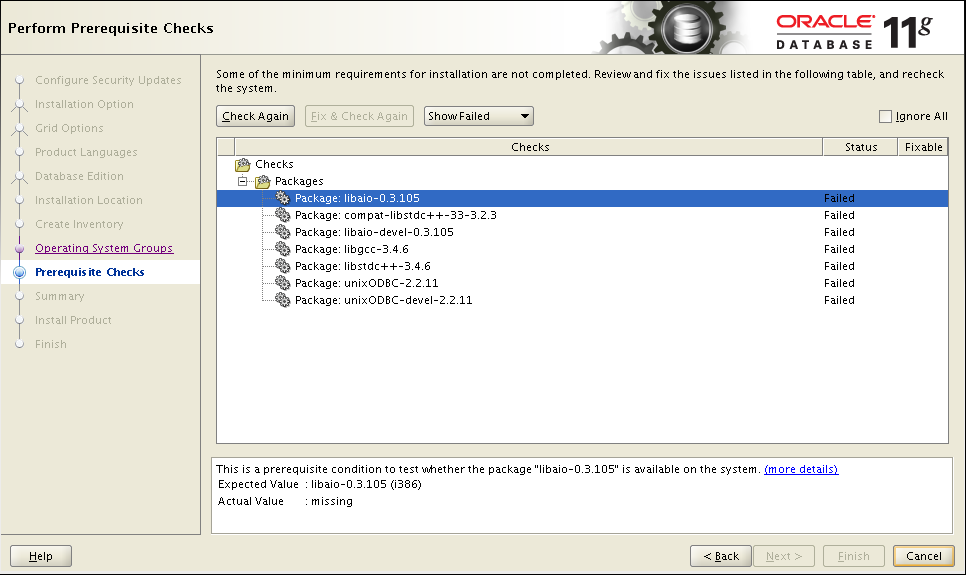 Perform Prerequisite Checks
ORACLE
DATABASE
11g
Configure Security Updates
Installation Option
Grid Options
Product Languages
Database Edition
Installation Location
Create Inventory
Operating System Groups
Prerequisite Checks
Summary
Install Product
Finish
Some of the minimum requirements for installation are not completed. Review and fix the issues listed in the following table, and recheck
the system.
Check Again Fix & Check Again Show Failed Ignore All
Checks Status Fixable
Checks
Packages
Package: libaio-0.3.105 Failed
Package: compat-libstdc++-33-3.2.3 Failed
Package: libaio-devel-0.3.105 Failed
Package: libgcc-3.4.6 Failed
Package: libstdc++-3.4.6 Failed
Package: unixODBC-2.2.11 Failed
Package: unixODBC-devel-2.2.11 Failed
This is a prerequisite condition to test whether the package "libaio-0.3.105" is available on the system. (more details)
Expected Value : libaio-0.3.105 (i386)
Actual Value : missing
Help < Back Next > Finish Cancel